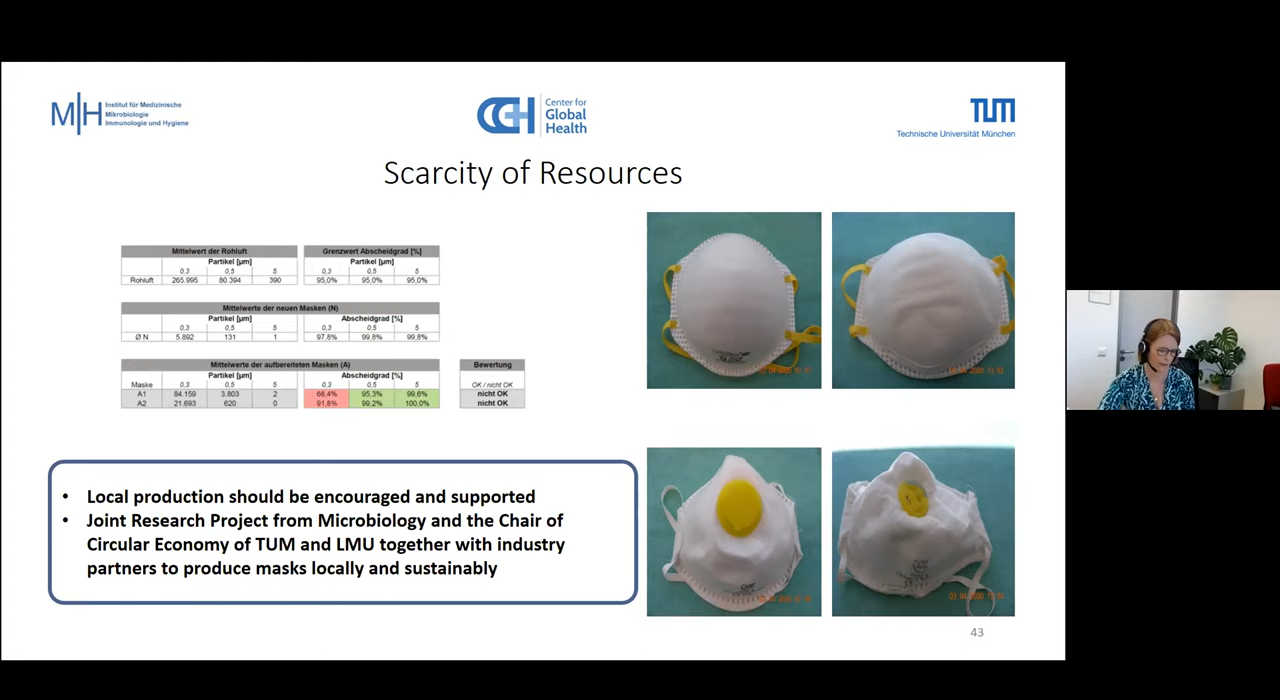 M|H Institut für Medizinische
Mikrobiologie
Immunologie und Hygiene
CGH Center for
Global
Health
TUM
Technische Universität München
Scarcity of Resources
Mittelwert der Rohluft Grenzwert Abscheidgrad [%]
Partikel [µm] Partikel [µm]
0,3 0,5 5 0,3 0,5 5
Rohluft 265.995 80.394 390 95,0% 95,0% 95,0%
Mittelwerte der neuen Masken (N)
Partikel [µm] Abscheidgrad [%]
0,3 0,5 5 0,3 0,5 5
Ø N 5.892 131 1 97,8% 99,8% 99,8%
Mittelwerte der aufbereiteten Masken (A) Bewertung
Partikel [µm] Abscheidgrad [%]
Maske 0,3 0,5 5 0,3 0,5 5 OK / nicht OK
A1 84.159 3.803 2 68,4% 95,3% 99,6% nicht OK
A2 21.693 620 0 91,8% 99,2% 100,0% nicht OK
• Local production should be encouraged and supported
• Joint Research Project from Microbiology and the Chair of
Circular Economy of TUM and LMU together with industry
partners to produce masks locally and sustainably
43